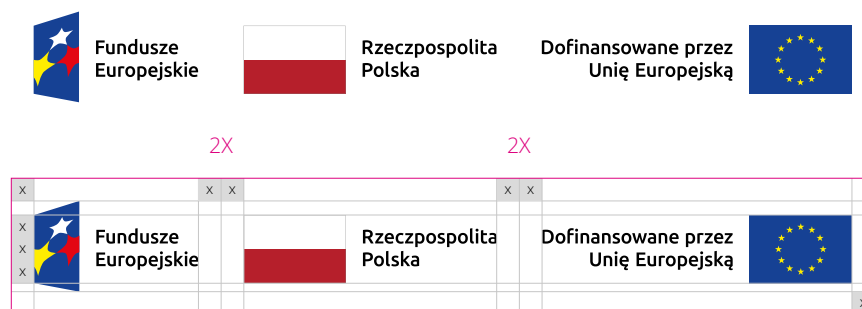 Fundusze
Europejskie
Rzeczpospolita
Polska
Dofinansowane przez
Unię Europejską
2X
2X
x
x x
x x
x
x
x
Fundusze
Europejskie
Rzeczpospolita
Polska
Dofinansowane przez
Unię Europejską
x